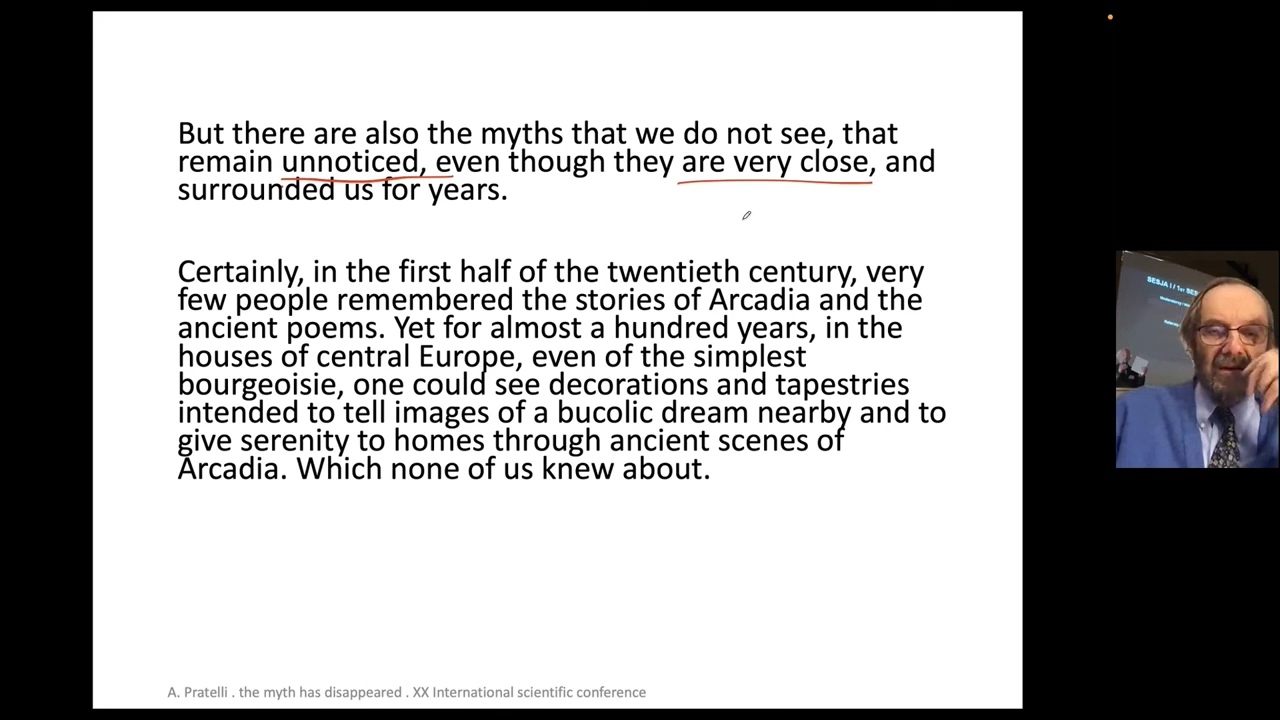 But there are also the myths that we do not see, that
remain unnoticed, even though they are very close, and
surrounded us for years.
Certainly, in the first half of the twentieth century, very
few people remembered the stories of Arcadia and the
ancient poems. Yet for almost a hundred years, in the
houses of central Europe, even of the simplest
bourgeoisie, one could see decorations and tapestries
intended to tell images of a bucolic dream nearby and to
give serenity to homes through ancient scenes of
Arcadia. Which none of us knew about.
A. Pratelli . the myth has disappeared . XX International scientific conference
SESJA I / 1st SES